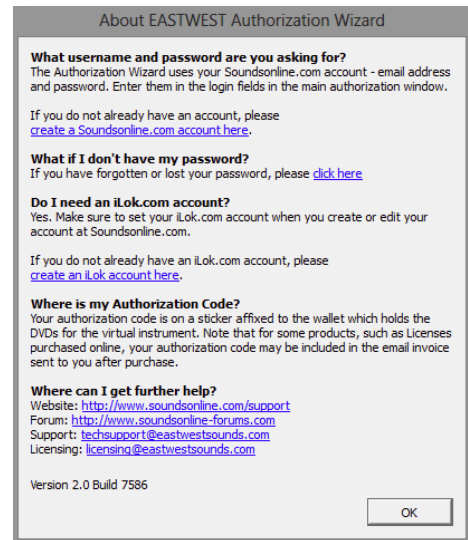 About EASTWEST Authorization Wizard
What username and password are you asking for?
The Authorization Wizard uses your Soundsonline.com account - email address
and password. Enter them in the login fields in the main authorization window.
If you do not already have an account, please
create a Soundsonline.com account here.
What if I don't have my password?
If you have forgotten or lost your password, please click here
Do I need an iLok.com account?
Yes. Make sure to set your iLok.com account when you create or edit your
account at Soundsonline.com.
If you do not already have an iLok.com account, please
create an iLok account here.
Where is my Authorization Code?
Your authorization code is on a sticker affixed to the wallet which holds the
DVDs for the virtual instrument. Note that for some products, such as Licenses
purchased online, your authorization code may be included in the email invoice
sent to you after purchase.
Where can I get further help?
Website: http://www.soundsonline.com/support
Forum: http://www.soundsonline-forums.com
Support: techsupport@eastwestsounds.com
Licensing: licensing@eastwestsounds.com
Version 2.0 Build 7586
OK